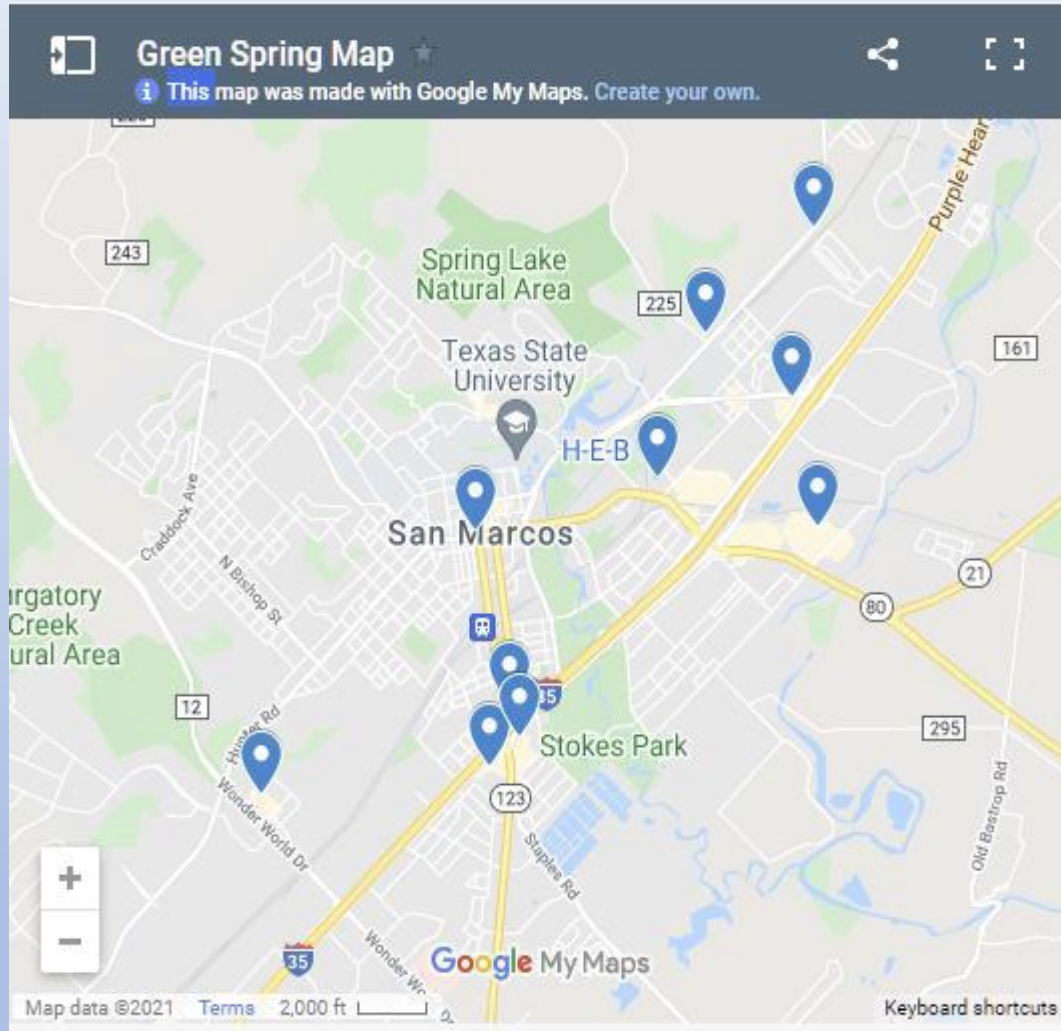 Green Spring Map
This map was made with Google My Maps. Create your own.
Purple Hear
243
Spring Lake
Natural Area
225
161
Texas State
University
H-E-B
San Marcos
Craddock Ave
N Bishop St
21
80
urgatory
Creek
ural Area
35
12
Hunter Rd
Stokes Park
295
Wonder World Dr
123
Staples Rd
Old Bastrop Rd
+
−
35
Google My Maps
Map data ©2021
Terms
2,000 ft
Keyboard shortcuts